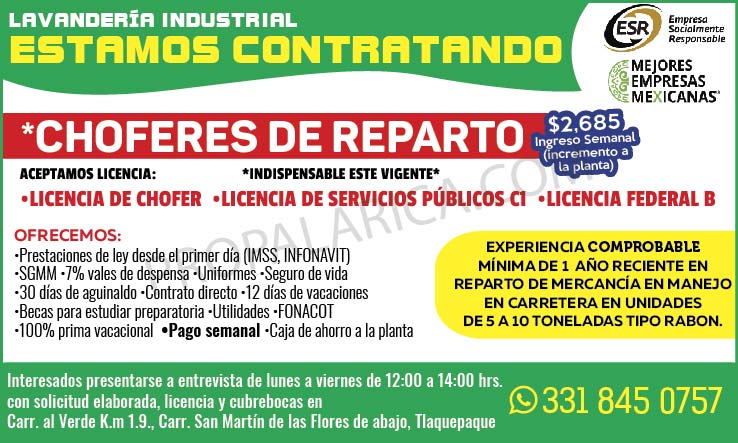 LAVANDERÍA INDUSTRIAL
ESTAMOS CONTRATANDO
ESR
Empresa
Socialmente
Responsable
MEJORES
EMPRESAS
MEXICANAS
*CHOFERES DE REPARTO
$2,685
Ingreso Semanal
(incremento a
la planta)
ACEPTAMOS LICENCIA: *INDISPENSABLE ESTE VIGENTE*
•LICENCIA DE CHOFER •LICENCIA DE SERVICIOS PÚBLICOS C1 •LICENCIA FEDERAL B
OFRECEMOS:
•Prestaciones de ley desde el primer día (IMSS, INFONAVIT)
•SGMM •7% vales de despensa •Uniformes •Seguro de vida
•30 días de aguinaldo •Contrato directo •12 días de vacaciones
•Becas para estudiar preparatoria •Utilidades •FONACOT
•100% prima vacacional •Pago semanal •Caja de ahorro a la planta
EXPERIENCIA COMPROBABLE
MÍNIMA DE 1 AÑO RECIENTE EN
REPARTO DE MERCANCÍA EN MANEJO
EN CARRETERA EN UNIDADES
DE 5 A 10 TONELADAS TIPO RABON.
Interesados presentarse a entrevista de lunes a viernes de 12:00 a 14:00 hrs.
con solicitud elaborada, licencia y cubrebocas en
Carr. al Verde K.m 1.9., Carr. San Martín de las Flores de abajo, Tlaquepaque
331 845 0757